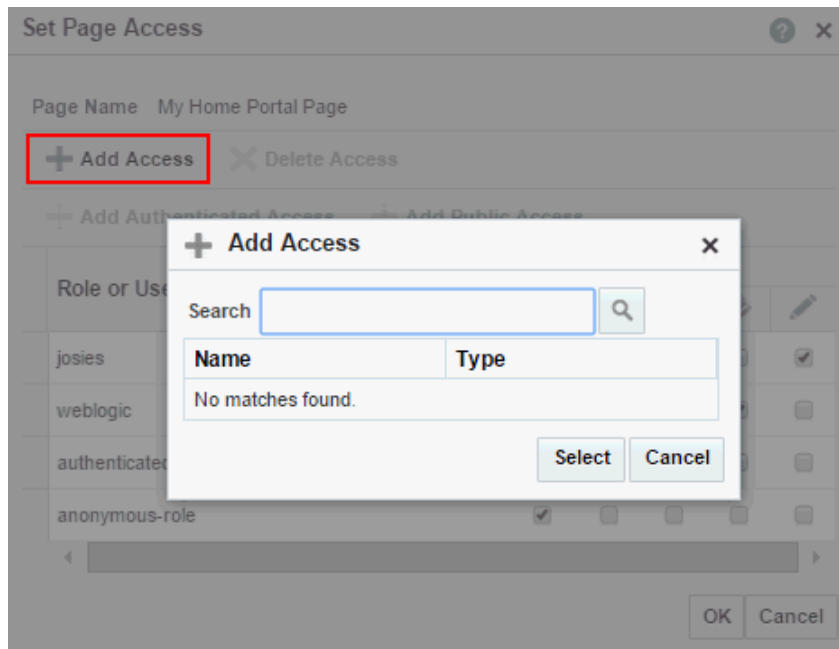 Set Page Access
Page Name My Home Portal Page
Add Access Delete Access
Add Authenticated Access Add Public Access
Add Access
Role or Use
Search
Name Type
No matches found.
josies
weblogic
authenticated
anonymous-role
Select Cancel
OK Cancel